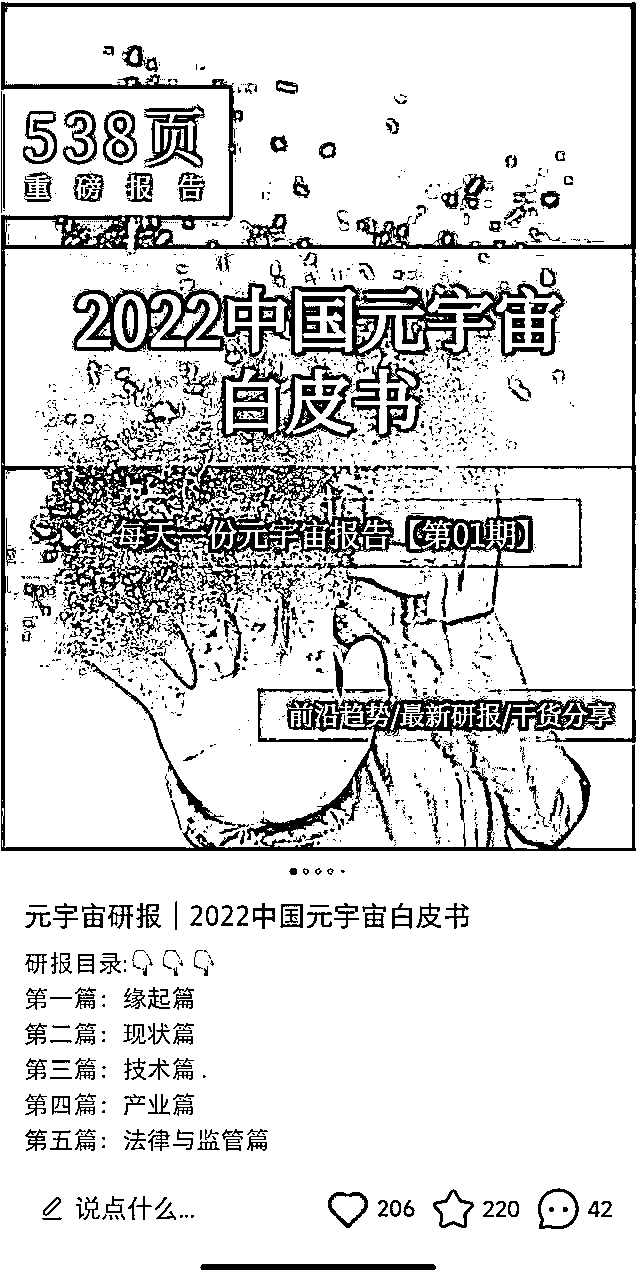 538页
重磅报告
2022中国元宇宙
白皮书
每天一份元宇宙报告【第01期】
前沿趋势/最新研报/干货分享
元宇宙研报｜2022中国元宇宙白皮书
研报目录:👇👇👇
第一篇：缘起篇
第二篇：现状篇
第三篇：技术篇.
第四篇：产业篇
第五篇：法律与监管篇
说点什么...
206
220
42